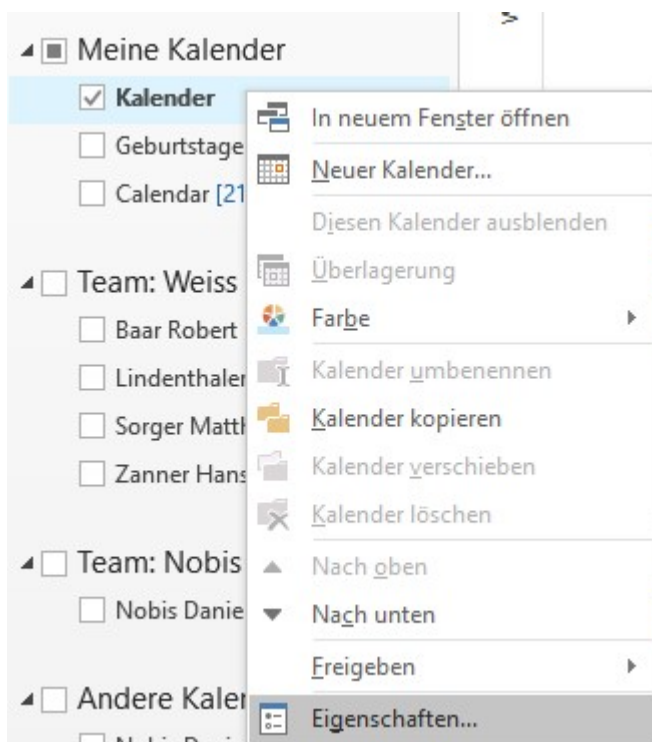 Meine Kalender
Kalender
Geburtstage
Calendar [21
Team: Weiss
Baar Robert
Lindenthaler
Sorger Matth
Zanner Hans
Team: Nobis
Nobis Danie
Andere Kalen
In neuem Fenster öffnen
Neuer Kalender...
Diesen Kalender ausblenden
Überlagerung
Farbe
Kalender umbenennen
Kalender kopieren
Kalender verschieben
Kalender löschen
Nach oben
Nach unten
Freigeben
Eigenschaften...